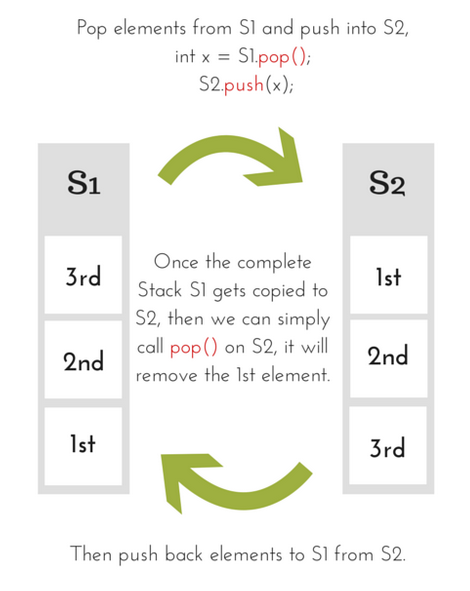 Pop elements from S1 and push into S2,
int x = S1.pop();
S2.push(x);
S1
S2
3rd
2nd
1st
Once the complete
Stack S1 gets copied to
S2, then we can simply
call pop() on S2, it will
remove the 1st element.
1st
2nd
3rd
Then push back elements to S1 from S2.